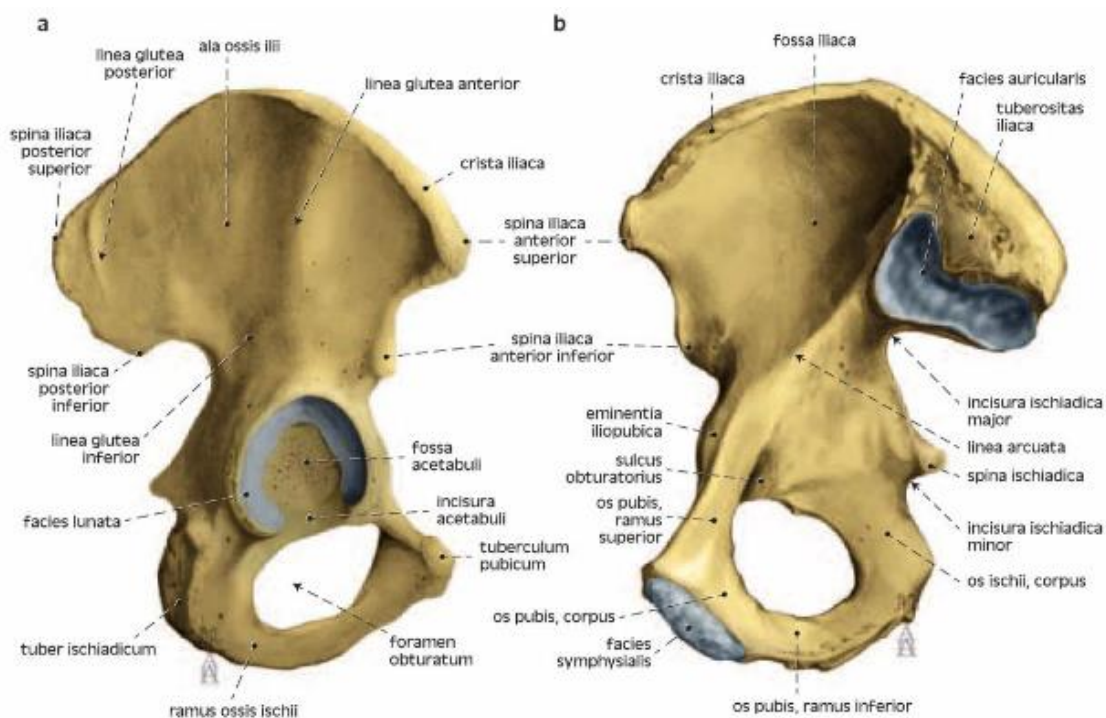 a
b
linea glutea
posterior
ala ossis ilii
linea glutea anterior
spina iliaca
posterior
superior
crista iliaca
spina iliaca
anterior
superior
spina iliaca
anterior inferior
spina iliaca
posterior
inferior
linea glutea
inferior
fossa
acetabuli
facies lunata
incisura
acetabuli
tuberculum
pubicum
tuber ischiadicum
foramen
obturatum
ramus ossis ischii
fossa iliaca
crista iliaca
facies auricularis
tuberositas
iliaca
eminentia
iliopubica
incisura ischiadica
major
linea arcuata
sulcus
obturatorius
spina ischiadica
os pubis,
ramus
superior
incisura ischiadica
minor
os ischii, corpus
os pubis, corpus
facies
symphysialis
os pubis, ramus inferior